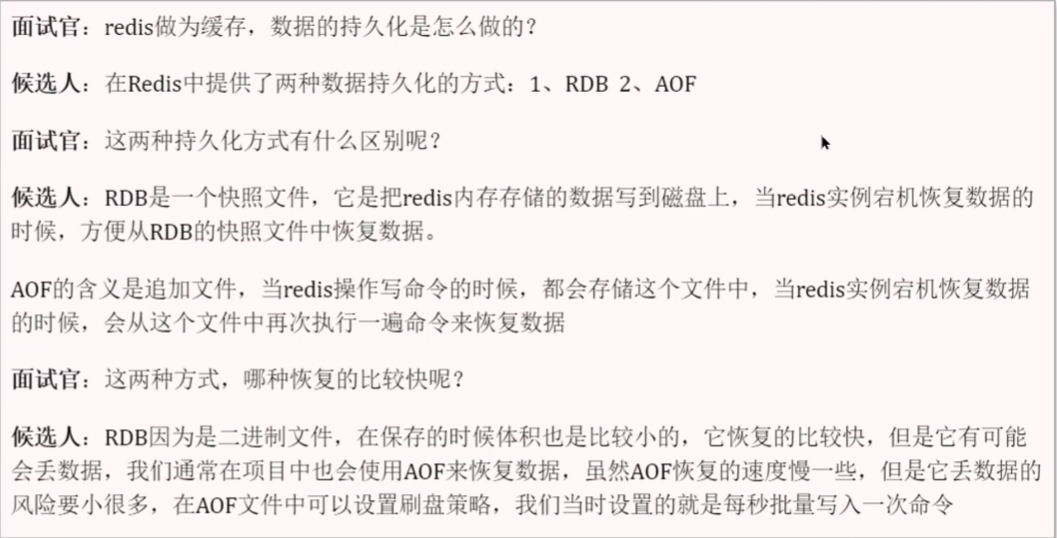 面试官：redis做为缓存，数据的持久化是怎么做的？
候选人：在Redis中提供了两种数据持久化的方式：1、RDB 2、AOF
面试官：这两种持久化方式有什么区别呢？
候选人：RDB是一个快照文件，它是把redis内存存储的数据写到磁盘上，当redis实例宕机恢复数据的
时候，方便从RDB的快照文件中恢复数据。
AOF的含义是追加文件，当redis操作写命令的时候，都会存储这个文件中，当redis实例宕机恢复数据
的时候，会从这个文件中再次执行一遍命令来恢复数据
面试官：这两种方式，哪种恢复的比较快呢？
候选人：RDB因为是二进制文件，在保存的时候体积也是比较小的，它恢复的比较快，但是它有可能
会丢数据，我们通常在项目中也会使用AOF来恢复数据，虽然AOF恢复的速度慢一些，但是它丢数据的
风险要小很多，在AOF文件中可以设置刷盘策略，我们当时设置的就是每秒批量写入一次命令